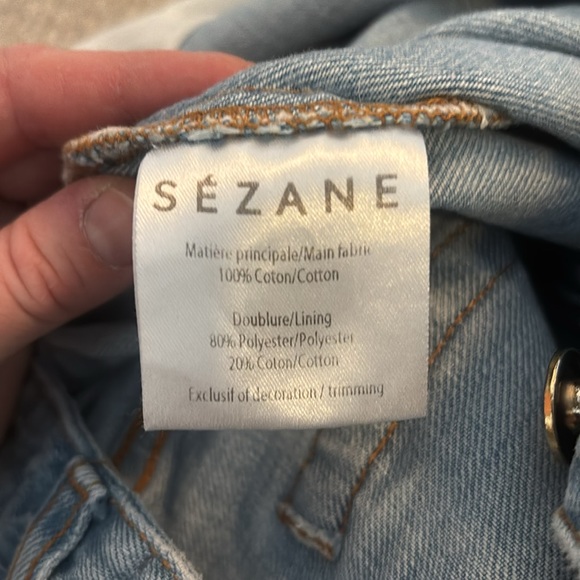 SÉZANE
Matière principale/Main fabric
100% Coton/Cotton
Doublure/Lining
80% Polyester/Polyester
20% Coton/Cotton
Exclusif of decoration / trimming